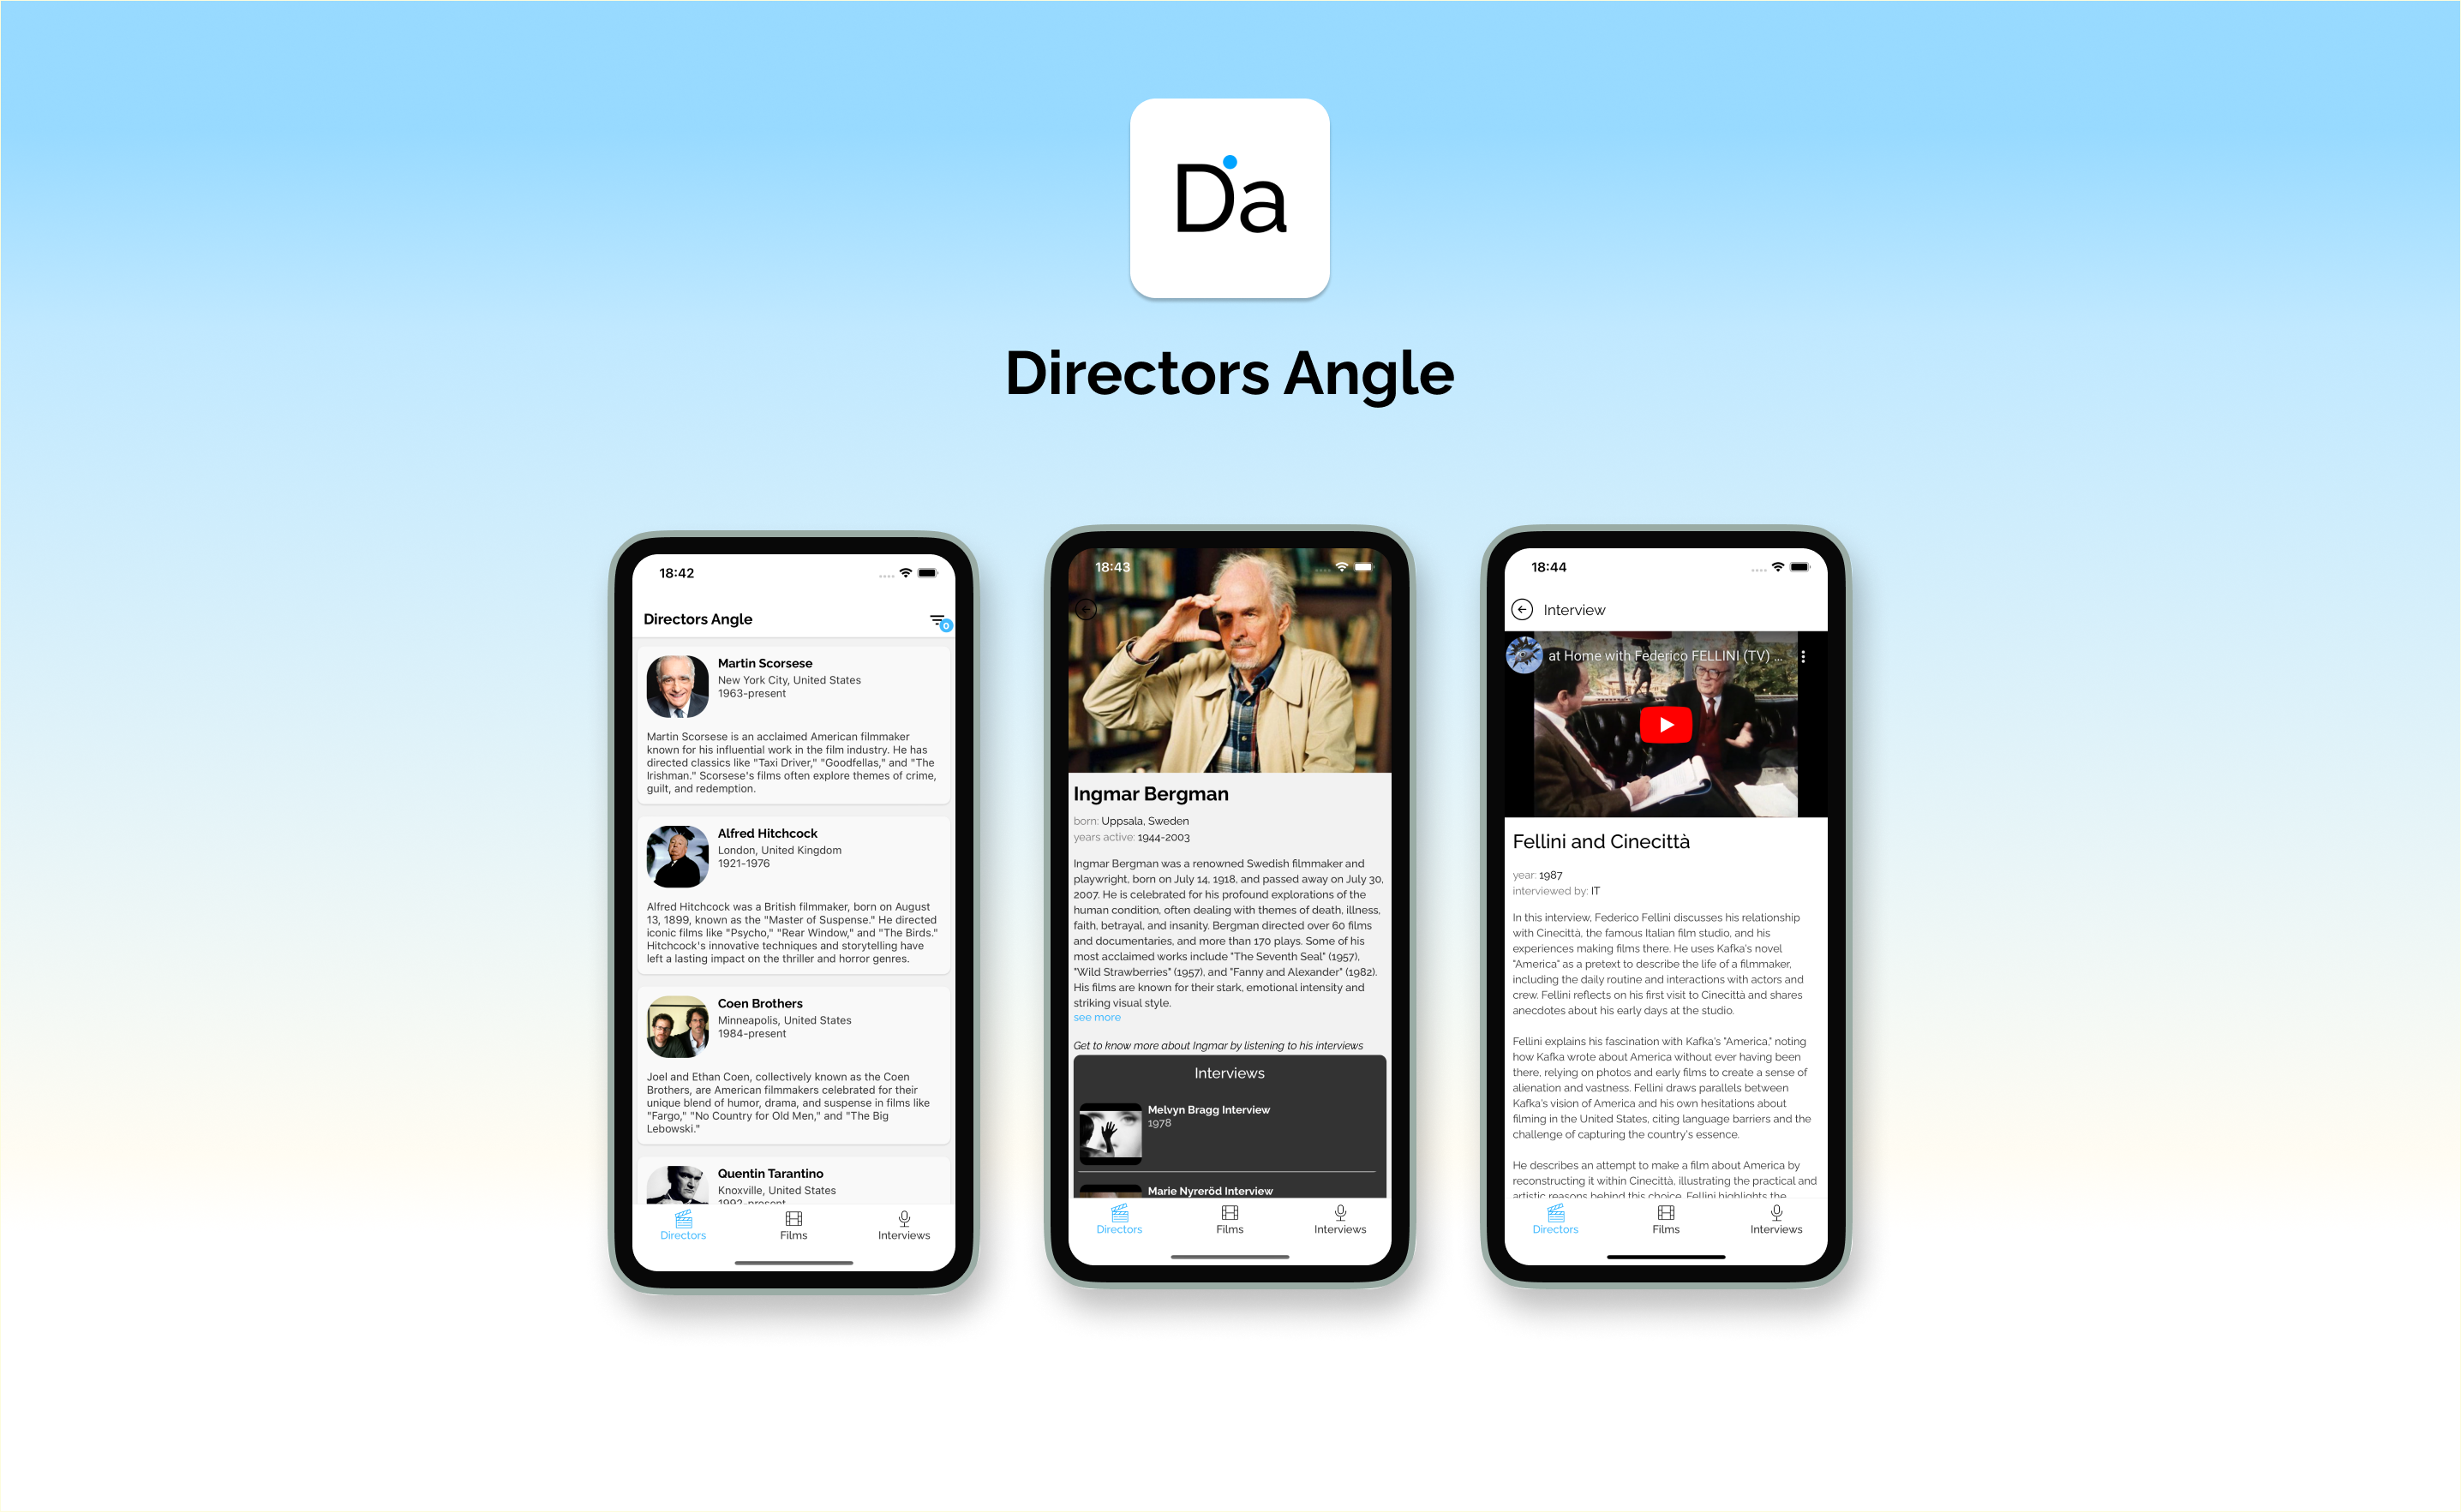 Da
Directors Angle
18:42
Directors Angle
0
Martin Scorsese
New York City, United States
1963-present
Martin Scorsese is an acclaimed American filmmaker
known for his influential work in the film industry. He has
directed classics like "Taxi Driver," "Goodfellas," and "The
Irishman." Scorsese's films often explore themes of crime,
guilt, and redemption.
Alfred Hitchcock
London, United Kingdom
1921-1976
Alfred Hitchcock was a British filmmaker, born on August
13, 1899, known as the "Master of Suspense." He directed
iconic films like "Psycho," "Rear Window," and "The Birds."
Hitchcock's innovative techniques and storytelling have
left a lasting impact on the thriller and horror genres.
Coen Brothers
Minneapolis, United States
1984-present
Joel and Ethan Coen, collectively known as the Coen
Brothers, are American filmmakers celebrated for their
unique blend of humor, drama, and suspense in films like
"Fargo," "No Country for Old Men," and "The Big
Lebowski."
Quentin Tarantino
Knoxville, United States
1992-present
Directors
Films
Interviews
18:43
Ingmar Bergman
born: Uppsala, Sweden
years active: 1944-2003
Ingmar Bergman was a renowned Swedish filmmaker and
playwright, born on July 14, 1918, and passed away on July 30,
2007. He is celebrated for his profound explorations of the
human condition, often dealing with themes of death, illness,
faith, betrayal, and insanity. Bergman directed over 60 films
and documentaries, and more than 170 plays. Some of his
most acclaimed works include "The Seventh Seal" (1957),
"Wild Strawberries" (1957), and "Fanny and Alexander" (1982).
His films are known for their stark, emotional intensity and
striking visual style.
see more
Get to know more about Ingmar by listening to his interviews
Interviews
Melvyn Bragg Interview
1978
Marie Nyreröd Interview
Directors
Films
Interviews
18:44
Interview
at Home with Federico FELLINI (TV) ...
Fellini and Cinecittà
year: 1987
interviewed by: IT
In this interview, Federico Fellini discusses his relationship
with Cinecittà, the famous Italian film studio, and his
experiences making films there. He uses Kafka's novel
"America" as a pretext to describe the life of a filmmaker,
including the daily routine and interactions with actors and
crew. Fellini reflects on his first visit to Cinecittà and shares
anecdotes about his early days at the studio.
Fellini explains his fascination with Kafka's "America," noting
how Kafka wrote about America without ever having been
there, relying on photos and early films to create a sense of
alienation and vastness. Fellini draws parallels between
Kafka's vision of America and his own hesitations about
filming in the United States, citing language barriers and the
challenge of capturing the country's essence.
He describes an attempt to make a film about America by
reconstructing it within Cinecittà, illustrating the practical and
artistic reasons behind this choice. Fellini highlights the
Directors
Films
Interviews